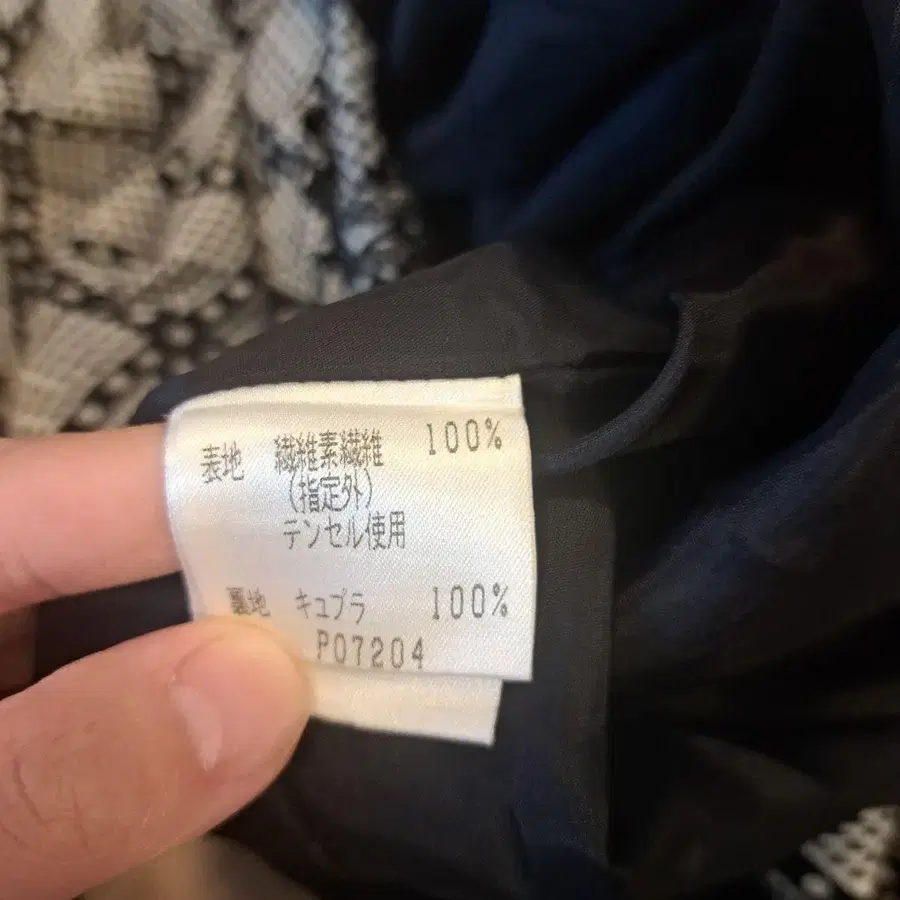 表地 繊維素繊維 100%
(指定外)
テンセル使用
裏地 キュプラ 100%
P07204